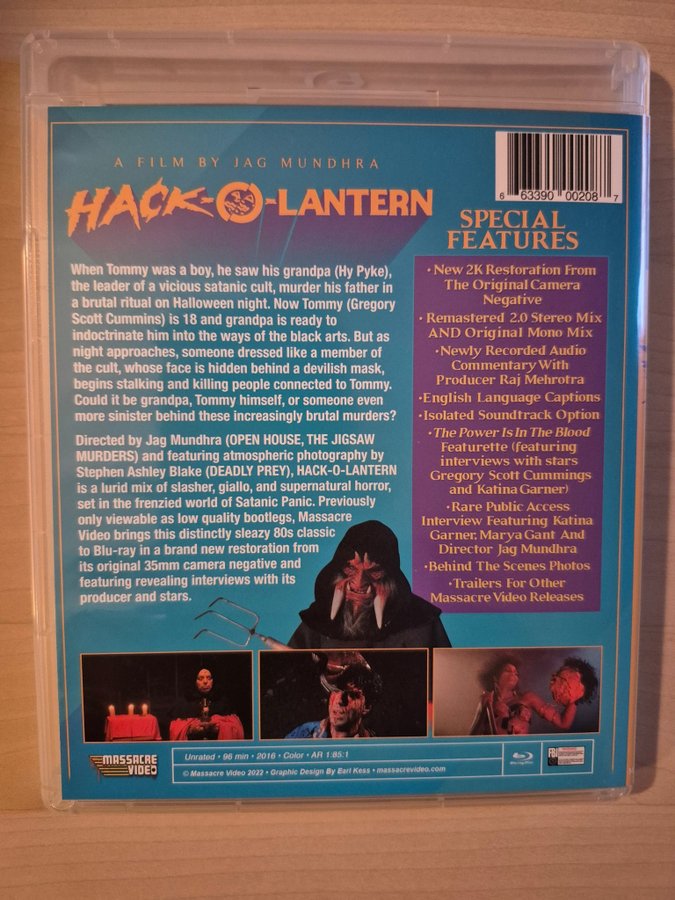 A FILM BY JAG MUNDHRA
HACK-O-LANTERN
When Tommy was a boy, he saw his grandpa (Hy Pyke),
the leader of a vicious satanic cult, murder his father in
a brutal ritual on Halloween night. Now Tommy (Gregory
Scott Cummins) is 18 and grandpa is ready to
indoctrinate him into the ways of the black arts. But as
night approaches, someone dressed like a member of
the cult, whose face is hidden behind a devilish mask,
begins stalking and killing people connected to Tommy.
Could it be grandpa, Tommy himself, or someone even
more sinister behind these increasingly brutal murders?
Directed by Jag Mundhra (OPEN HOUSE, THE JIGSAW
MURDERS) and featuring atmospheric photography by
Stephen Ashley Blake (DEADLY PREY), HACK-O-LANTERN
is a lurid mix of slasher, giallo, and supernatural horror,
set in the frenzied world of Satanic Panic. Previously
only viewable as low quality bootlegs, Massacre
Video brings this distinctly sleazy 80s classic
to Blu-ray in a brand new restoration from
its original 35mm camera negative and
featuring revealing interviews with its
producer and stars.
6 63390 00208 7
SPECIAL
FEATURES
•New 2K Restoration From
The Original Camera
Negative
•Remastered 2.0 Stereo Mix
AND Original Mono Mix
•Newly Recorded Audio
Commentary With
Producer Raj Mehrotra
•English Language Captions
•Isolated Soundtrack Option
•The Power Is In The Blood
Featurette (featuring
interviews with stars
Gregory Scott Cummings
and Katina Garner)
•Rare Public Access
Interview Featuring Katina
Garner, Marya Gant And
Director Jag Mundhra
•Behind The Scenes Photos
•Trailers For Other
Massacre Video Releases
MASSACRE
VIDEO
Unrated • 96 min • 2016 • Color • AR 1:85:1
© Massacre Video 2022 • Graphic Design By Earl Kess • massacrevideo.com
Blu-ray Disc
FBI